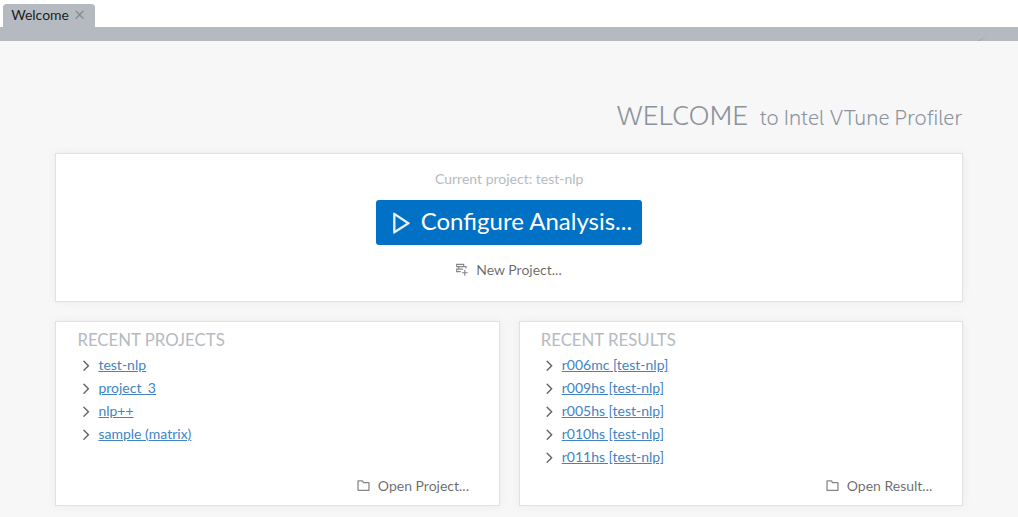 Welcome
WELCOME to Intel VTune Profiler
Current project: test-nlp
Configure Analysis...
New Project...
RECENT PROJECTS
test-nlp
project_3
nlp++
sample (matrix)
Open Project...
RECENT RESULTS
r006mc [test-nlp]
r009hs [test-nlp]
r005hs [test-nlp]
r010hs [test-nlp]
r011hs [test-nlp]
Open Result...